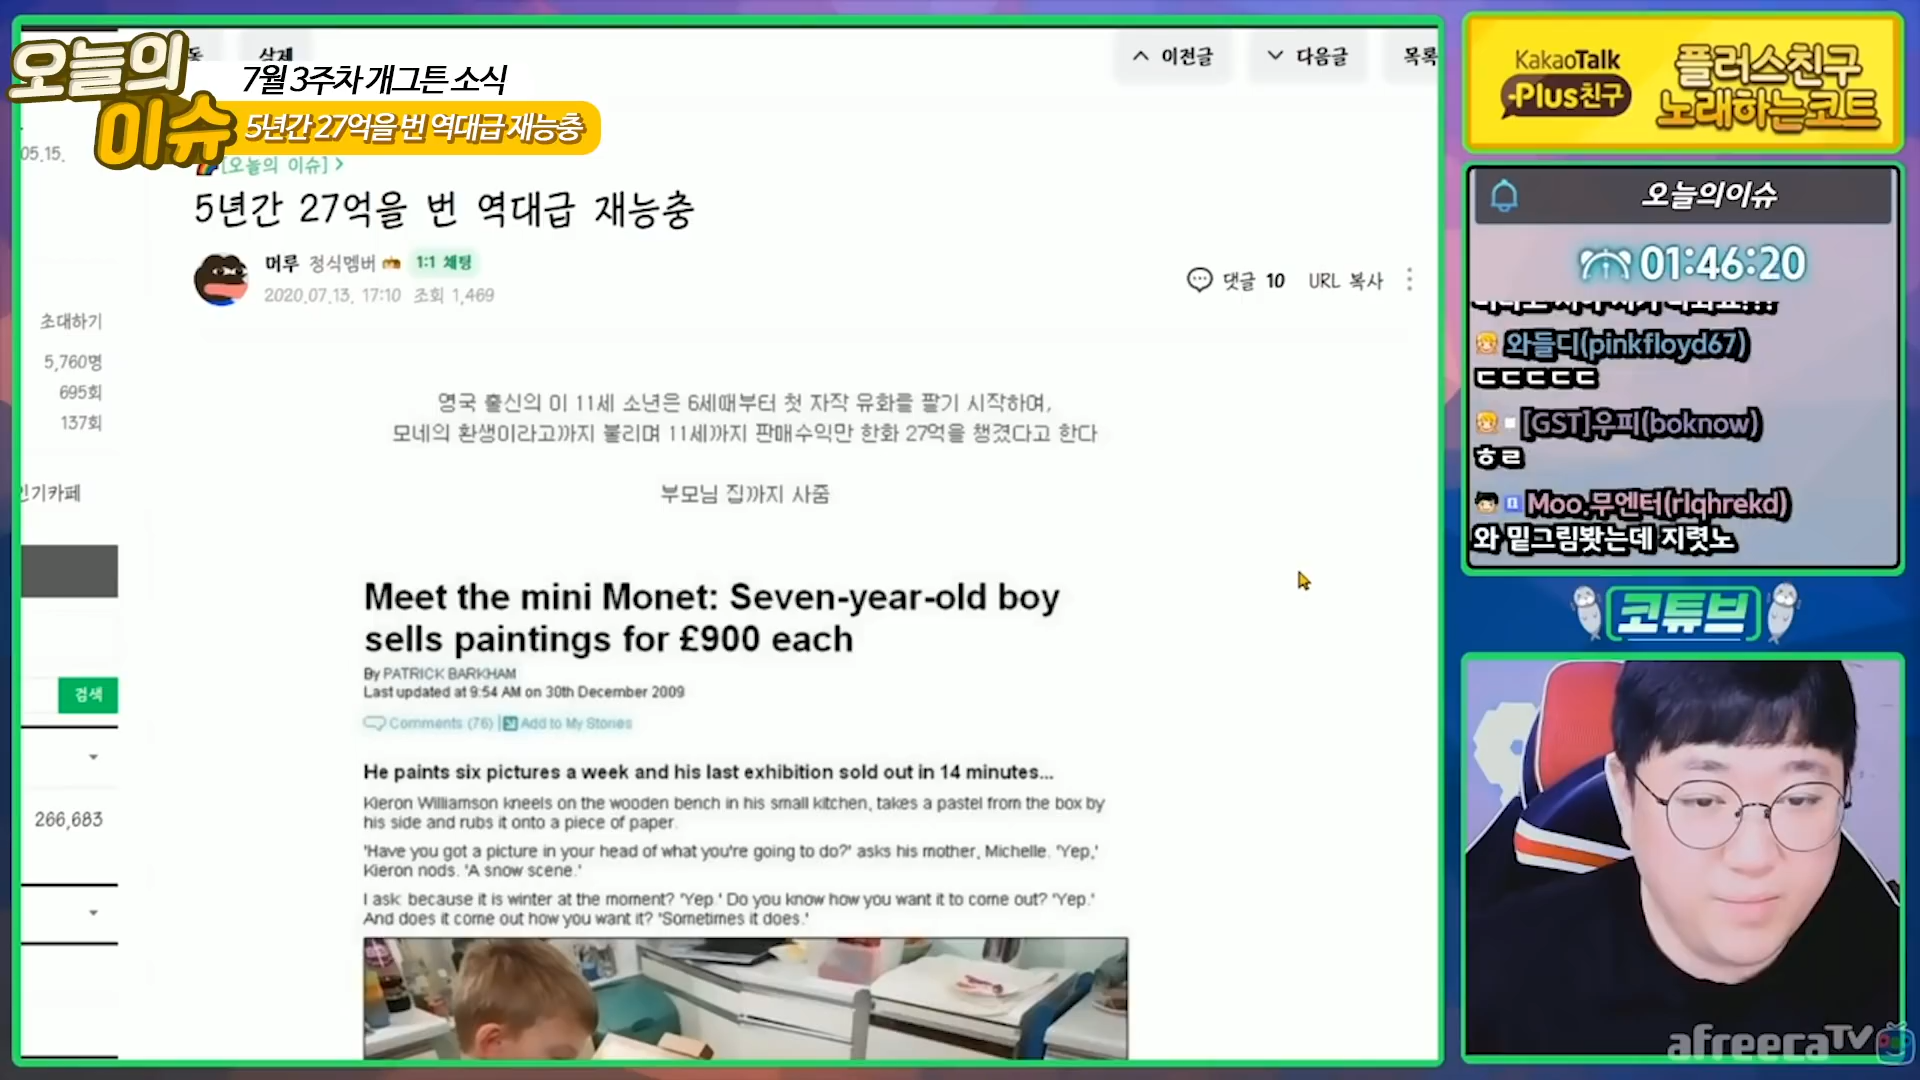 오늘의
이슈
7월 3주차 개그튼 소식
5년간 27억을 번 역대급 재능충
삭제
이전글
다음글
목록
05.15.
[오늘의 이슈] >
5년간 27억을 번 역대급 재능충
머루 정식멤버 1:1 채팅
2020.07.13. 17:10 조회 1,469
댓글 10 URL 복사
초대하기
5,760명
695회
137회
인기카페
검색
266,683
영국 출신의 이 11세 소년은 6세때부터 첫 자작 유화를 팔기 시작하여,
모네의 환생이라고까지 불리며 11세까지 판매수익만 한화 27억을 챙겼다고 한다
부모님 집까지 사줌
Meet the mini Monet: Seven-year-old boy
sells paintings for £900 each
By PATRICK BARKHAM
Last updated at 9:54 AM on 30th December 2009
Comments (76) Add to My Stories
He paints six pictures a week and his last exhibition sold out in 14 minutes...
Kieron Williamson kneels on the wooden bench in his small kitchen, takes a pastel from the box by
his side and rubs it onto a piece of paper.
'Have you got a picture in your head of what you're going to do?' asks his mother, Michelle. 'Yep,'
Kieron nods. 'A snow scene.'
I ask: because it is winter at the moment? 'Yep.' Do you know how you want it to come out? 'Yep.'
And does it come out how you want it? 'Sometimes it does.'
KakaoTalk
Plus친구
플러스친구
노래하는코트
오늘의이슈
01:46:20
와들디(pinkfloyd67)
ㄷㄷㄷㄷㄷ
[GST]우피(boknow)
ㅎㄹ
Moo.무엔터(rlqhrekd)
와 밑그림봣는데 지렷노
코튜브
afreecaTV